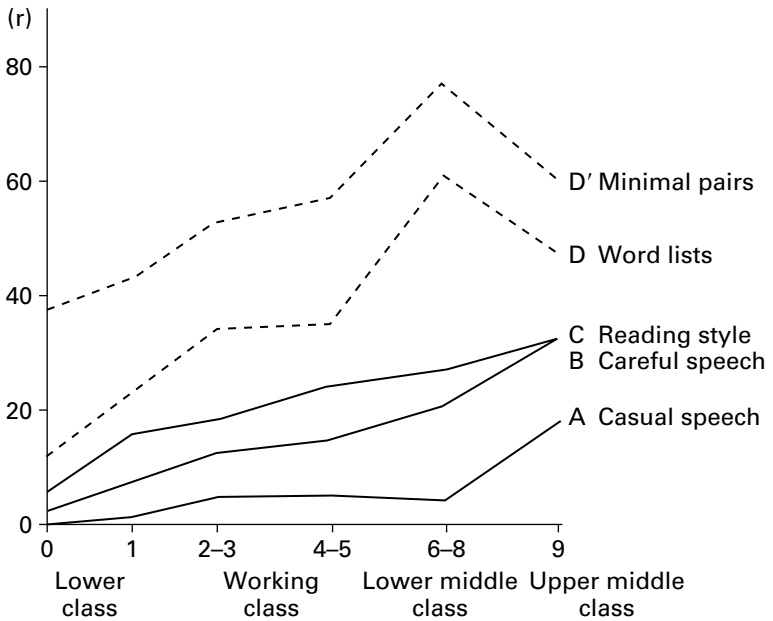 (r)
80
60
40
20
0
D′ Minimal pairs
D Word lists
C Reading style
B Careful speech
A Casual speech
0 1 2–3 4–5 6–8 9
Lower Working Lower middle Upper middle
class class class class